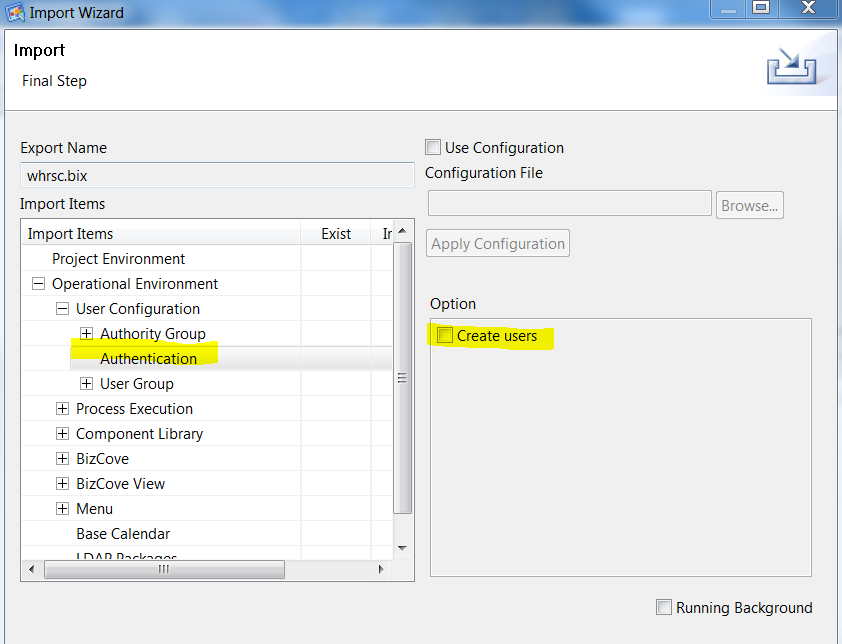 Import Wizard
Import
Final Step
Export Name
whrsc.bix
Import Items
Import Items Exist
Project Environment
Operational Environment
User Configuration
Authority Group
Authentication
User Group
Process Execution
Component Library
BizCove
BizCove View
Menu
Base Calendar
LDAP Packages
Use Configuration
Configuration File
Browse...
Apply Configuration
Option
Create users
Running Background